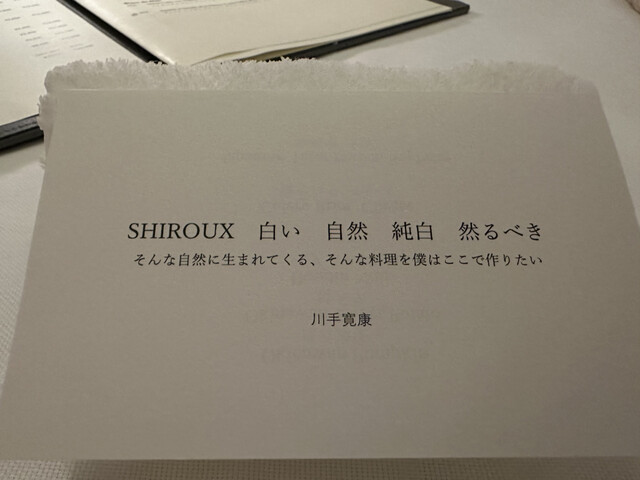 SHIROUX　白い　自然　純白　然るべき
そんな自然に生まれてくる、そんな料理を僕はここで作りたい
川手寛康